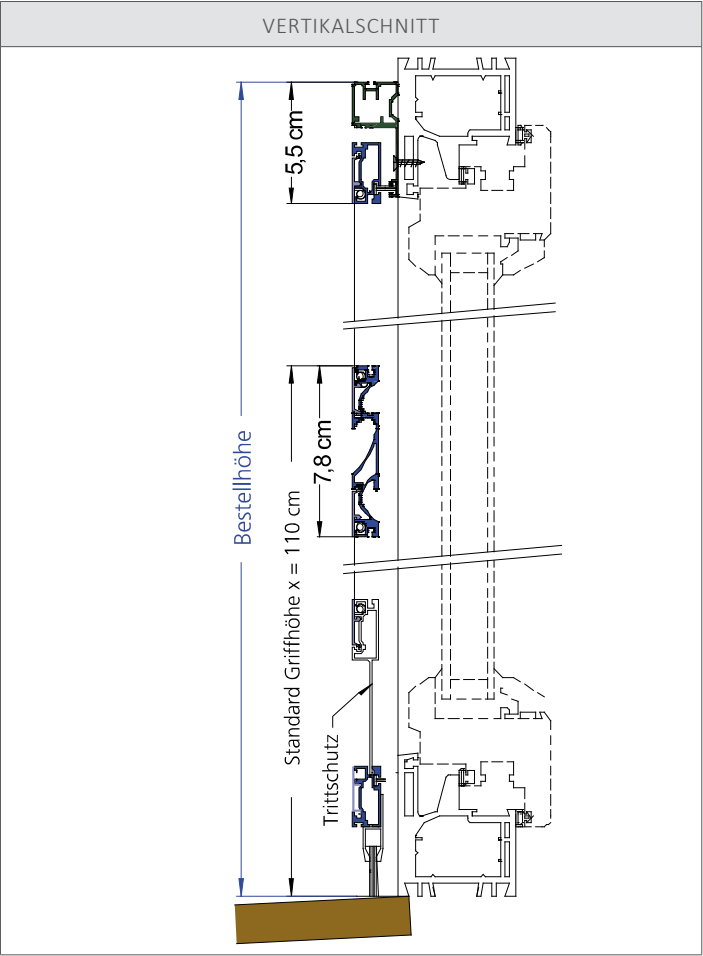 VERTIKALSCHNITT
5,5 cm
Bestellhöhe
Standard Griffhöhe x = 110 cm
7,8 cm
Trittschutz